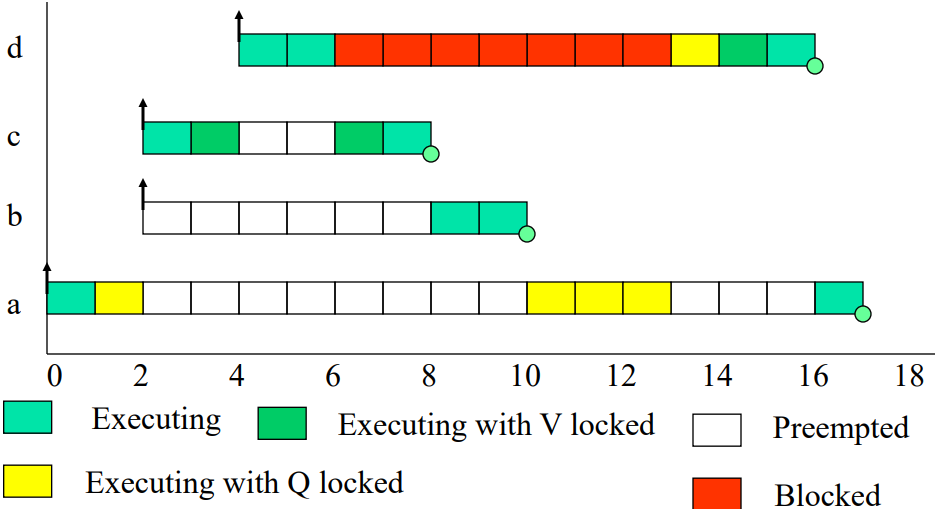 d
c
b
a
0 2 4 6 8 10 12 14 16 18
Executing Executing with V locked Preempted
Executing with Q locked Blocked